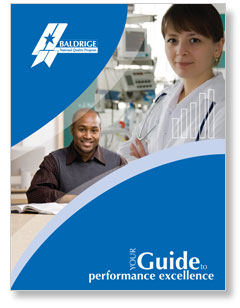 BALDRIGE
National Quality Program
YOUR Guide to
performance excellence